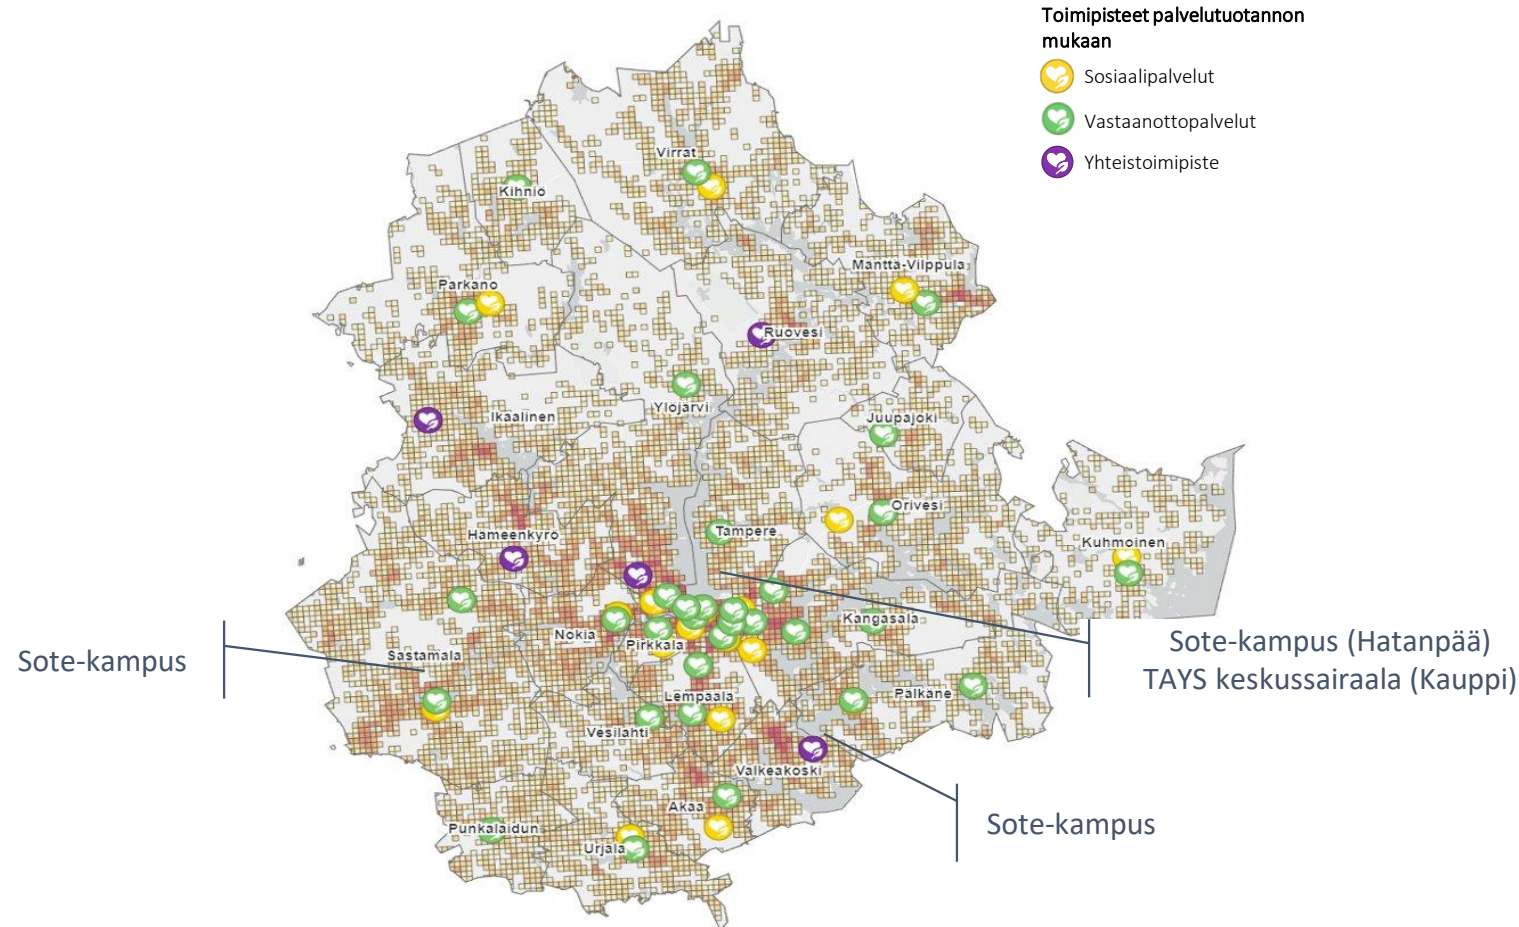 Toimipisteet palvelutuotannon
mukaan
Sosiaalipalvelut
Vastaanottopalvelut
Yhteistoimipiste
Virrat
Kihniö
Mänttä-Vilppula
Parkano
Ruovesi
Ylöjärvi
Ikaalinen
Juupajoki
Orivesi
Tampere
Hämeenkyrö
Kuhmoinen
Kangasala
Nokia
Pirkkala
Sastamala
Sote-kampus
Sote-kampus (Hatanpää)
TAYS keskussairaala (Kauppi)
Lempäälä
Pälkäne
Vesilahti
Valkeakoski
Akaa
Sote-kampus
Punkalaidun
Urjala